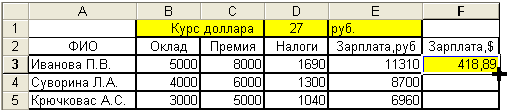 A B C D E F
1 Курс доллара 27 руб.
2 ФИО Оклад Премия Налоги Зарплата,руб Зарплата,$
3 Иванова П.В. 5000 8000 1690 11310 418,89
4 Суворина Л.А. 4000 6000 1300 8700
5 Крючковас А.С. 3000 5000 1040 6960